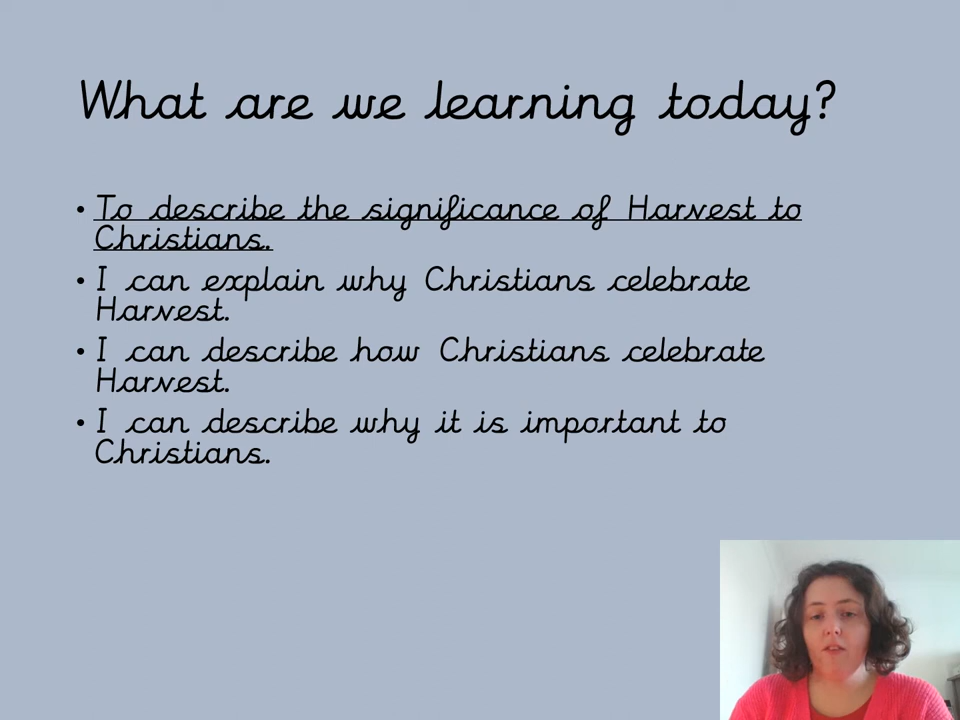 What are we learning today?
• To describe the significance of Harvest to
Christians.
• I can explain why Christians celebrate
Harvest.
• I can describe how Christians celebrate
Harvest.
• I can describe why it is important to
Christians.